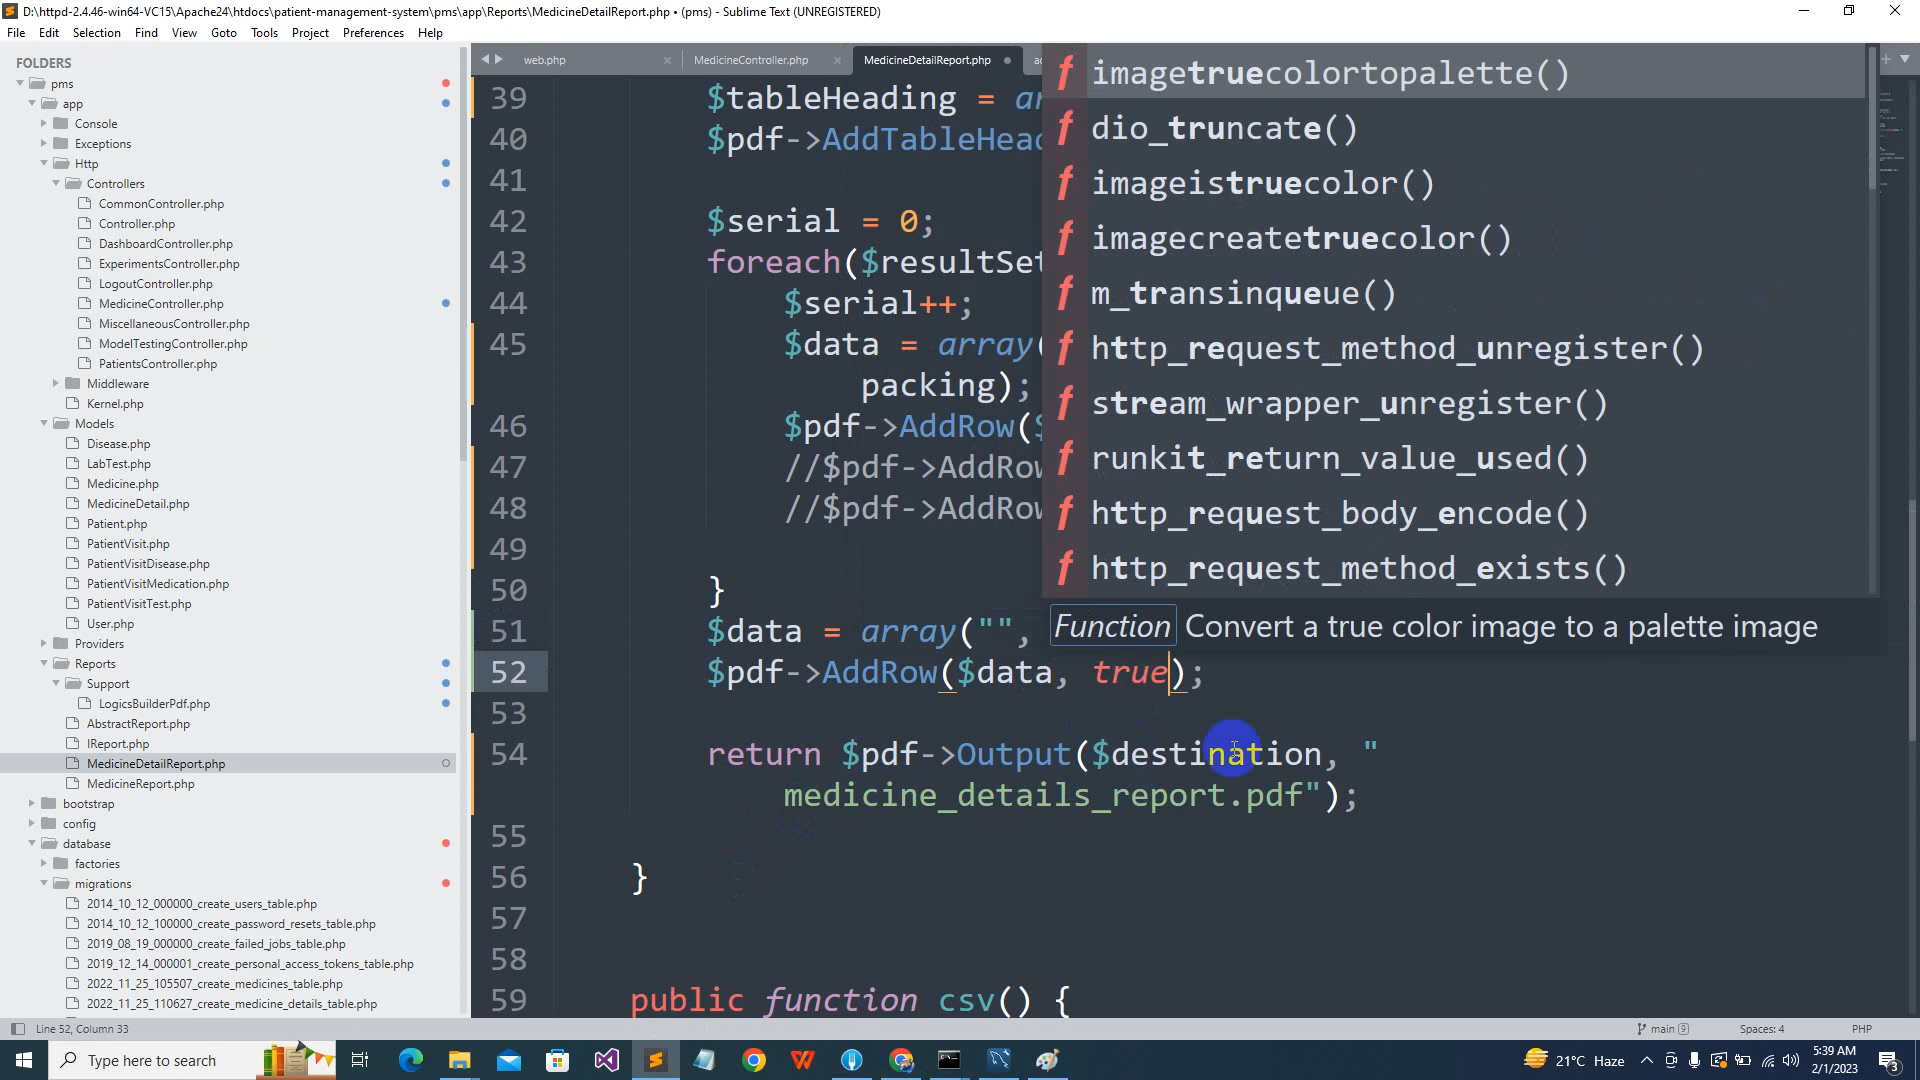 D:\httpd-2.4.46-win64-VC15\Apache24\htdocs\patient-management-system\pms\app\Reports\MedicineDetailReport.php • (pms) - Sublime Text (UNREGISTERED)
File Edit Selection Find View Goto Tools Project Preferences Help
FOLDERS
pms
app
Console
Exceptions
Http
Controllers
CommonController.php
Controller.php
DashboardController.php
ExperimentsController.php
LogoutController.php
MedicineController.php
MiscellaneousController.php
ModelTestingController.php
PatientsController.php
Middleware
Kernel.php
Models
Disease.php
LabTest.php
Medicine.php
MedicineDetail.php
Patient.php
PatientVisit.php
PatientVisitDisease.php
PatientVisitMedication.php
PatientVisitTest.php
User.php
Providers
Reports
Support
LogicsBuilderPdf.php
AbstractReport.php
IReport.php
MedicineDetailReport.php
MedicineReport.php
bootstrap
config
database
factories
migrations
2014_10_12_000000_create_users_table.php
2014_10_12_100000_create_password_resets_table.php
2019_08_19_000000_create_failed_jobs_table.php
2019_12_14_000001_create_personal_access_tokens_table.php
2022_11_25_105507_create_medicines_table.php
2022_11_25_110627_create_medicine_details_table.php
web.php MedicineController.php MedicineDetailReport.php
39 $tableHeading = ar
40 $pdf->AddTableHead
41
42 $serial = 0;
43 foreach($resultSet
44 $serial++;
45 $data = array(
packing);
46 $pdf->AddRow($
47 //$pdf->AddRow
48 //$pdf->AddRow
49
50 }
51 $data = array("",
52 $pdf->AddRow($data, true);
53
54 return $pdf->Output($destination, "
medicine_details_report.pdf");
55
56 }
57
58
59 public function csv() {
f imagetruecolortopalette()
f dio_truncate()
f imageistruecolor()
f imagecreatetruecolor()
f m_transinqueue()
f http_request_method_unregister()
f stream_wrapper_unregister()
f runkit_return_value_used()
f http_request_body_encode()
f http_request_method_exists()
Function Convert a true color image to a palette image
Line 52, Column 33 main 9 Spaces: 4 PHP
Type here to search 21°C Haze 5:39 AM
2/1/2023 3